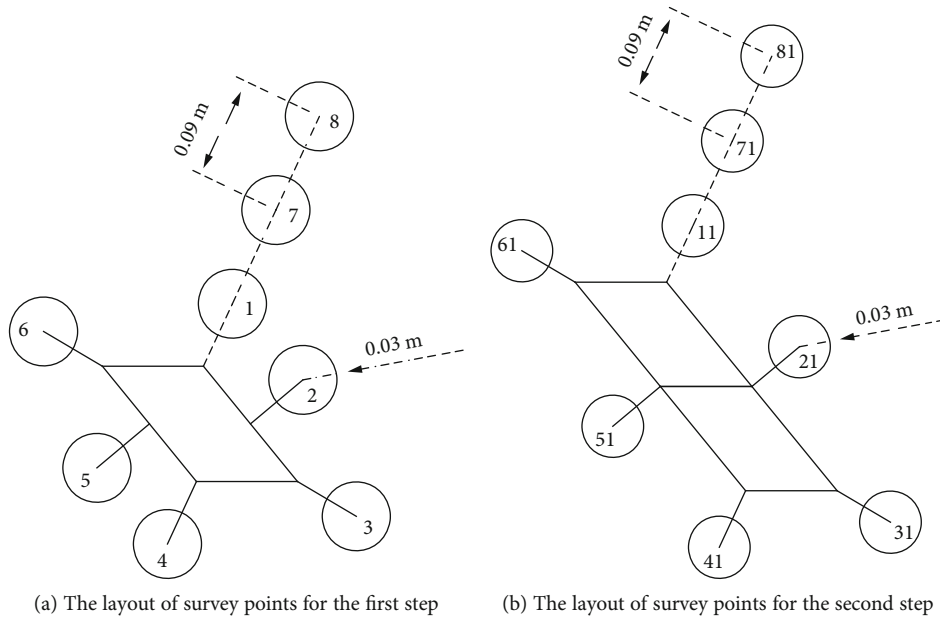 0.09 m
8
7
1
6
0.03 m
2
5
4
3
(a) The layout of survey points for the first step
0.09 m
81
71
11
61
0.03 m
21
51
41
31
(b) The layout of survey points for the second step